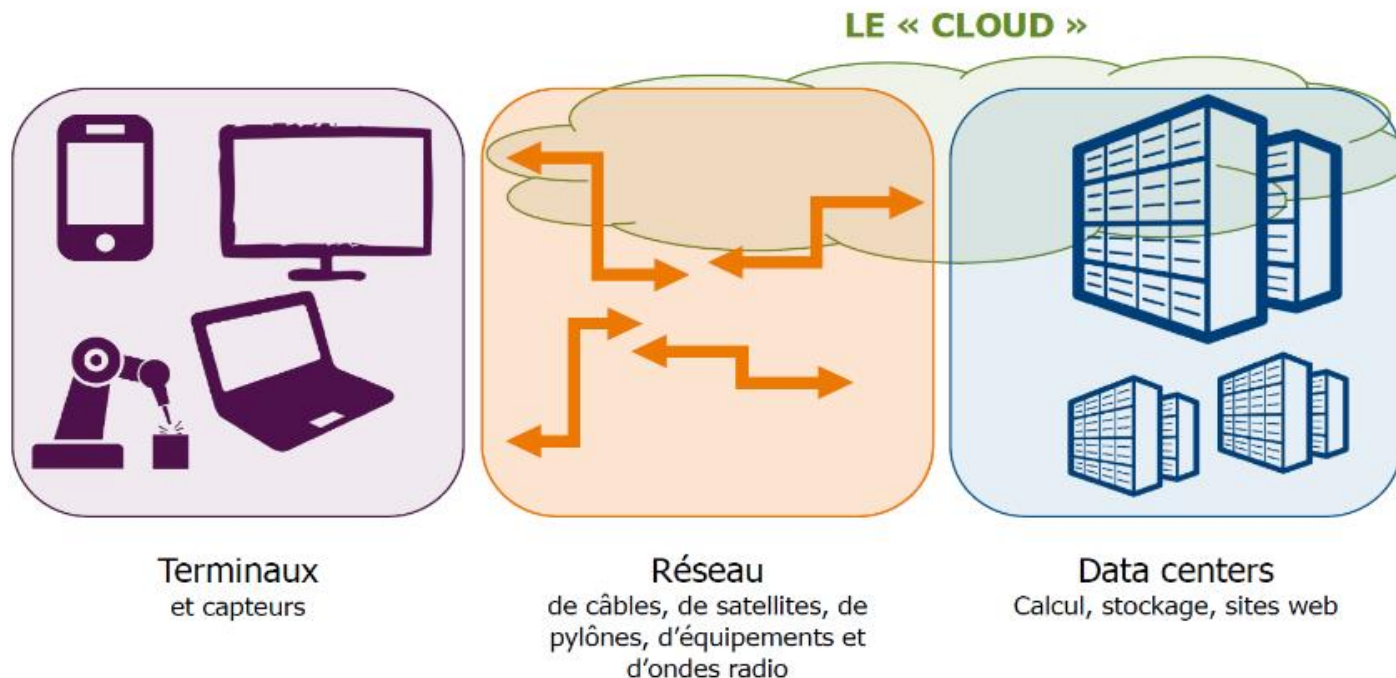 LE « CLOUD »
Terminaux
et capteurs
Réseau
de câbles, de satellites, de
pylônes, d’équipements et
d’ondes radio
Data centers
Calcul, stockage, sites web